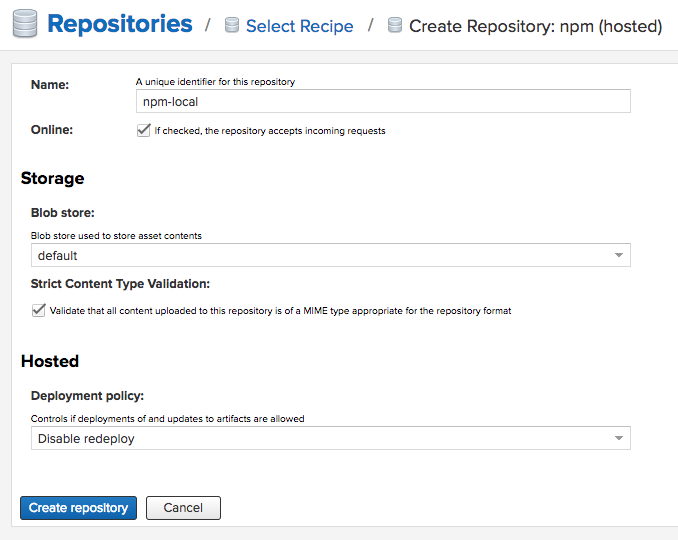 Repositories / Select Recipe / Create Repository: npm (hosted)
Name:
A unique identifier for this repository
npm-local
Online:
If checked, the repository accepts incoming requests
Storage
Blob store:
Blob store used to store asset contents
default
Strict Content Type Validation:
Validate that all content uploaded to this repository is of a MIME type appropriate for the repository format
Hosted
Deployment policy:
Controls if deployments of and updates to artifacts are allowed
Disable redeploy
Create repository Cancel